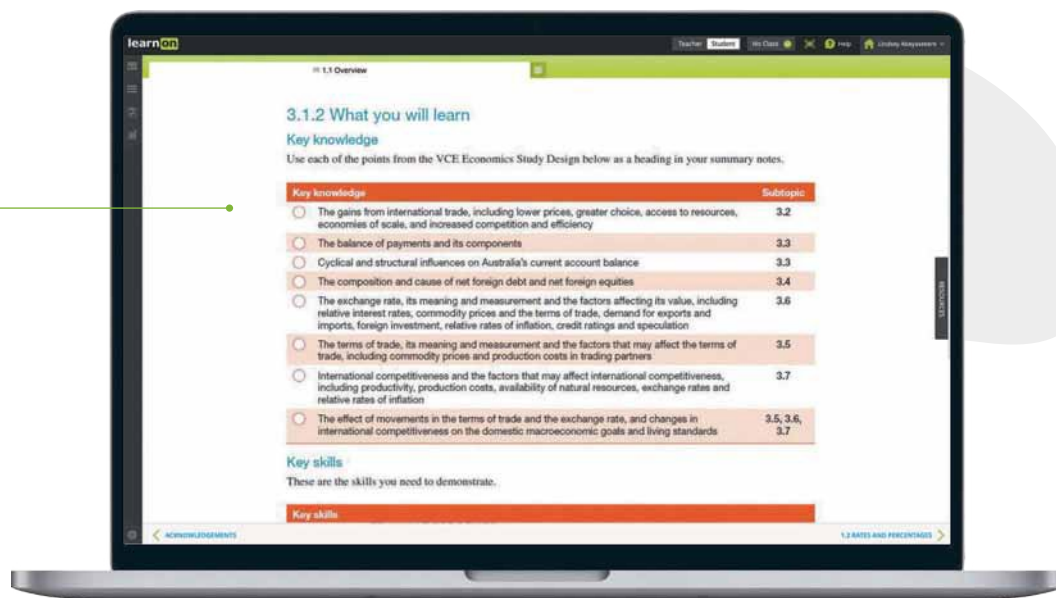 learnon
Teacher Student My Class Help
1.1 Overview
3.1.2 What you will learn
Key knowledge
Use each of the points from the VCE Economics Study Design below as a heading in your summary notes.
Key knowledge Subtopic
The gains from international trade, including lower prices, greater choice, access to resources, 3.2
economies of scale, and increased competition and efficiency
The balance of payments and its components 3.3
Cyclical and structural influences on Australia's current account balance 3.3
The composition and cause of net foreign debt and net foreign equities 3.4
The exchange rate, its meaning and measurement and the factors affecting its value, including 3.6
relative interest rates, commodity prices and the terms of trade, demand for exports and
imports, foreign investment, relative rates of inflation, credit ratings and speculation
The terms of trade, its meaning and measurement and the factors that may affect the terms of 3.5
trade, including commodity prices and production costs in trading partners
International competitiveness and the factors that may affect international competitiveness, 3.7
including productivity, production costs, availability of natural resources, exchange rates and
relative rates of inflation
The effect of movements in the terms of trade and the exchange rate, and changes in 3.5, 3.6,
international competitiveness on the domestic macroeconomic goals and living standards 3.7
Key skills
These are the skills you need to demonstrate.
Key skills
RESOURCES
ACKNOWLEDGEMENTS
1.2 RATES AND PERCENTAGES